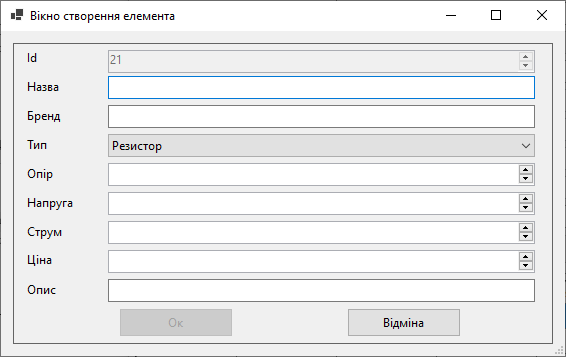 Вікно створення елемента
Id 21
Назва
Бренд
Тип Резистор
Опір
Напруга
Струм
Ціна
Опис
Ок Відміна